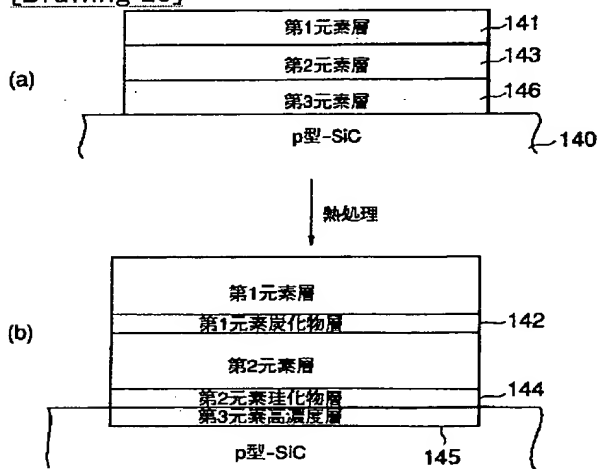 (a)
第1元素層 141
第2元素層 143
第3元素層 146
p型-SiC 140
熱処理
(b)
第1元素層
第1元素炭化物層 142
第2元素層
第2元素珪化物層 144
第3元素高濃度層
p型-SiC 145